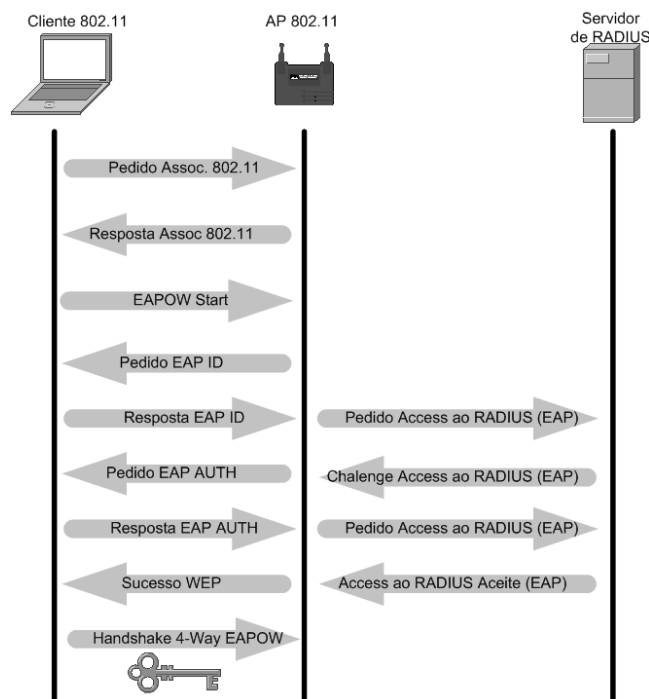 Cliente 802.11
AP 802.11
Servidor
de RADIUS
Pedido Assoc. 802.11
Resposta Assoc 802.11
EAPOW Start
Pedido EAP ID
Resposta EAP ID
Pedido Access ao RADIUS (EAP)
Pedido EAP AUTH
Chalenge Access ao RADIUS (EAP)
Resposta EAP AUTH
Pedido Access ao RADIUS (EAP)
Sucesso WEP
Access ao RADIUS Aceite (EAP)
Handshake 4-Way EAPOW